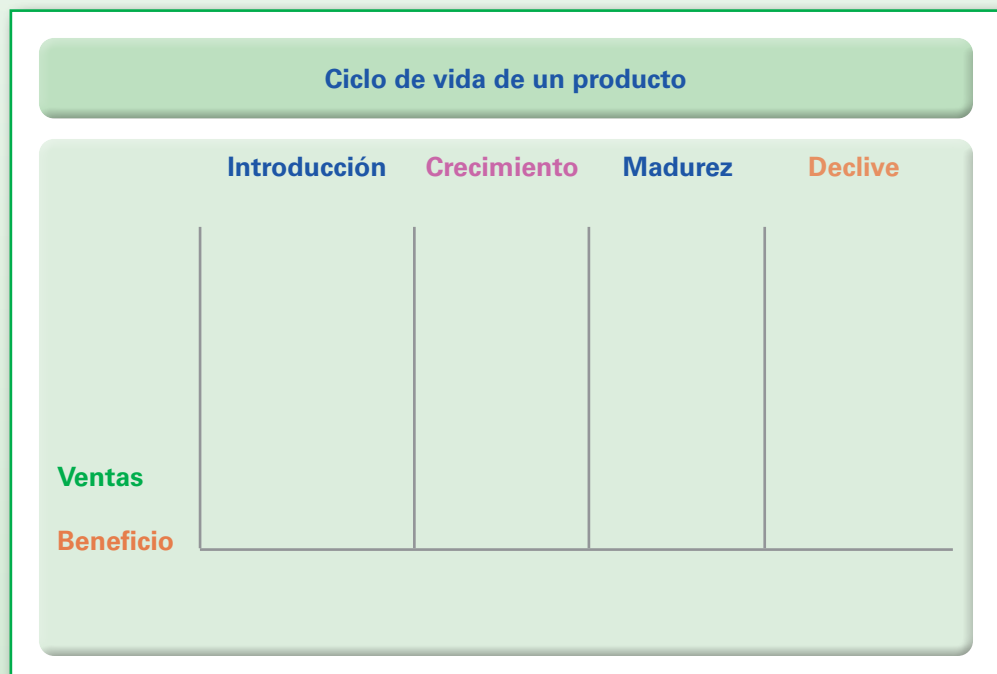 Ciclo de vida de un producto
Introducción Crecimiento Madurez Declive
Ventas
Beneficio